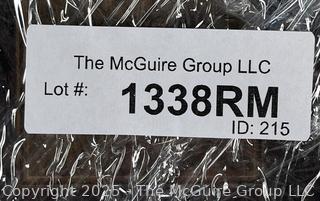 The McGuire Group LLC
Lot #: 1338RM
ID: 215
Copyright 2025 - The McGuire Group LLC